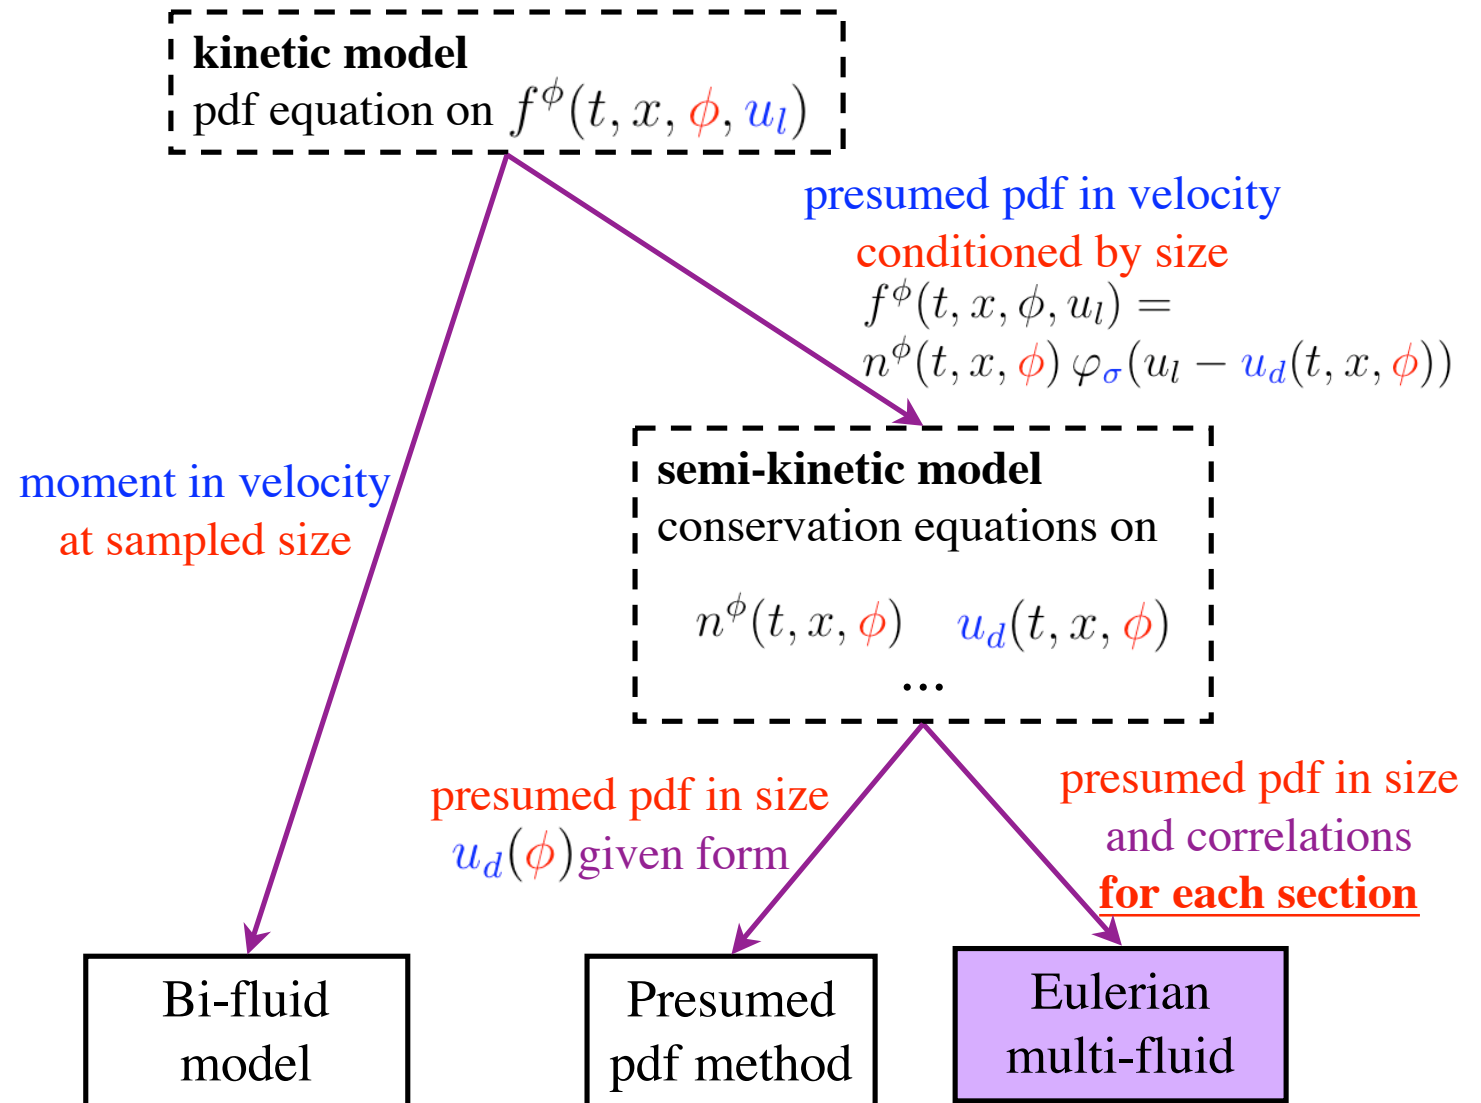 kinetic model
pdf equation on f^ϕ(t, x, ϕ, u_l)
presumed pdf in velocity
conditioned by size
f^ϕ(t, x, ϕ, u_l) =
n^ϕ(t, x, ϕ) φ_σ(u_l − u_d(t, x, ϕ))
moment in velocity
at sampled size
semi-kinetic model
conservation equations on
n^ϕ(t, x, ϕ) u_d(t, x, ϕ)
...
presumed pdf in size
u_d(ϕ) given form
presumed pdf in size
and correlations
for each section
Bi-fluid
model
Presumed
pdf method
Eulerian
multi-fluid